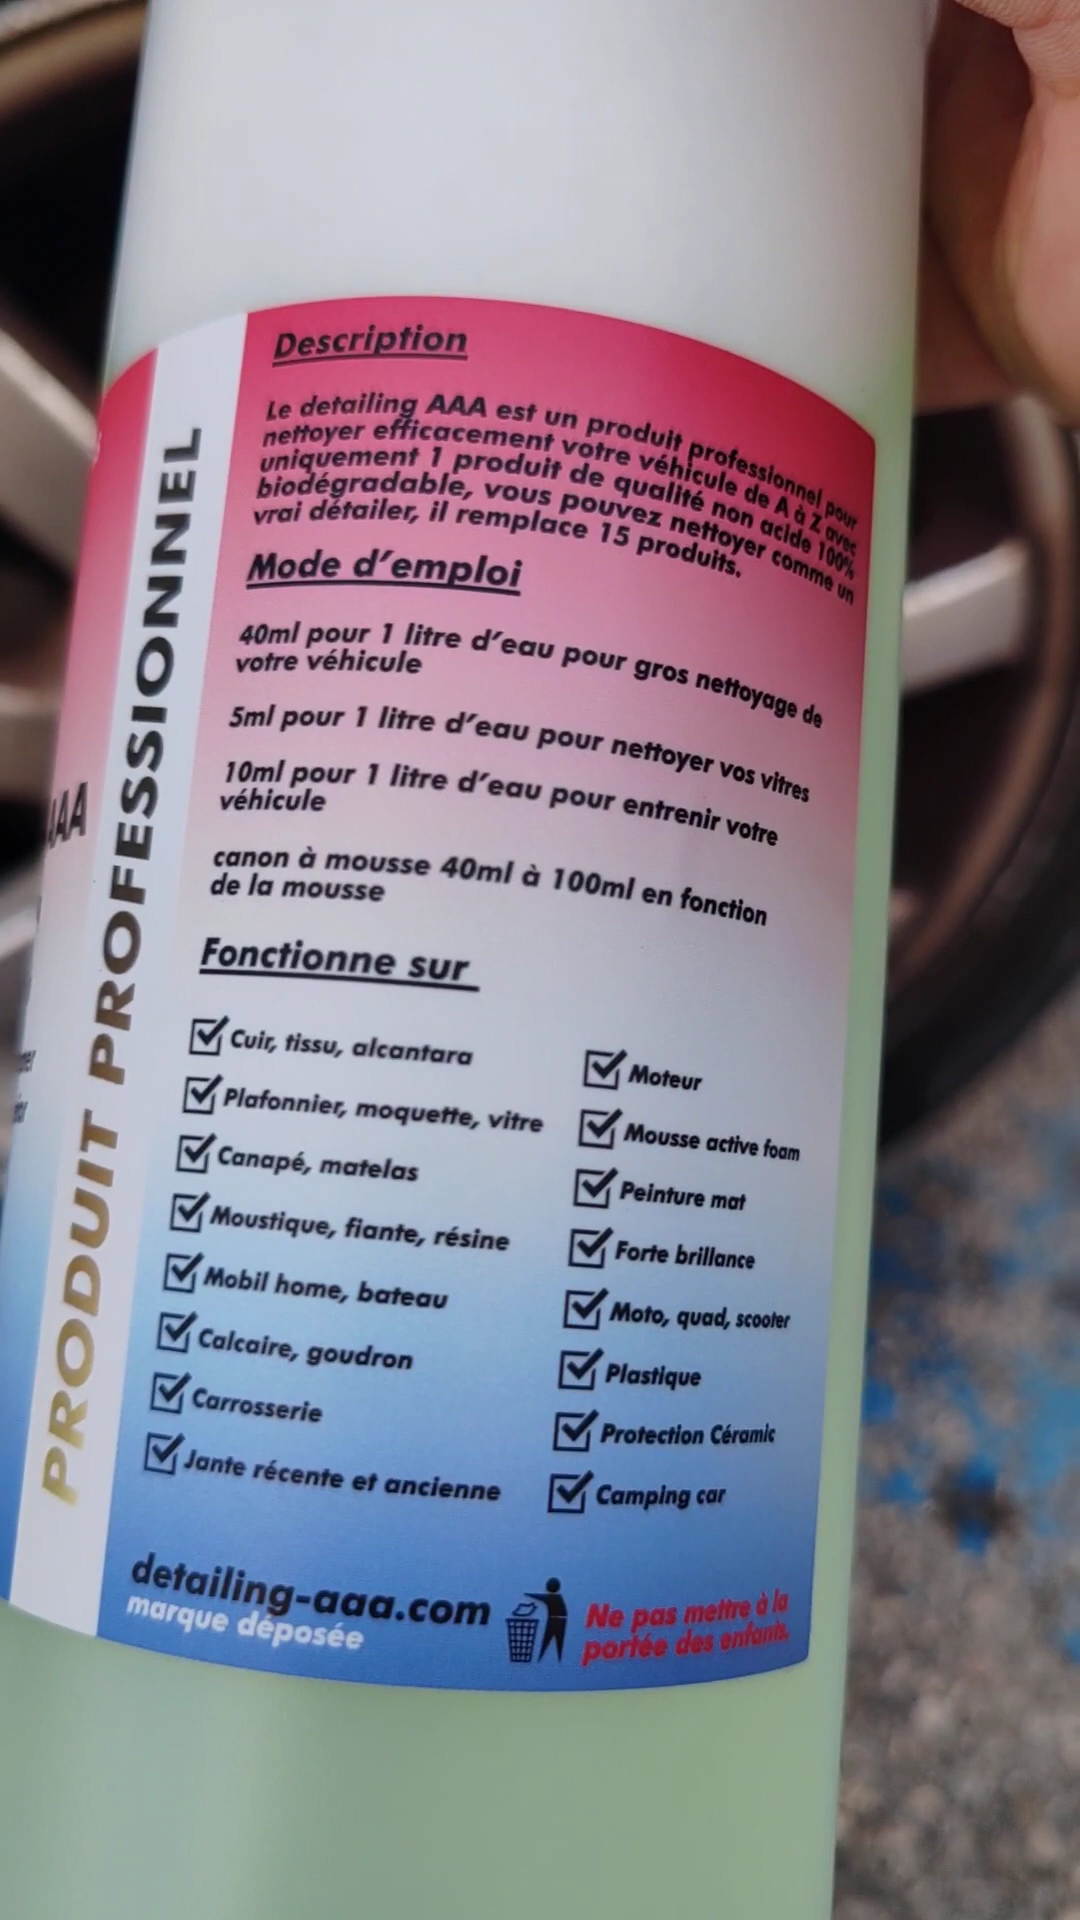 PRODUIT PROFESSIONNEL
AAA
Description
Le detailing AAA est un produit professionnel pour
nettoyer efficacement votre véhicule de A à Z avec
uniquement 1 produit de qualité non acide 100%
biodégradable, vous pouvez nettoyer comme un
vrai détailer, il remplace 15 produits.
Mode d'emploi
40ml pour 1 litre d'eau pour gros nettoyage de
votre véhicule
5ml pour 1 litre d'eau pour nettoyer vos vitres
10ml pour 1 litre d'eau pour entrenir votre
véhicule
canon à mousse 40ml à 100ml en fonction
de la mousse
Fonctionne sur
Cuir, tissu, alcantara
Plafonnier, moquette, vitre
Canapé, matelas
Moustique, fiante, résine
Mobil home, bateau
Calcaire, goudron
Carrosserie
Jante récente et ancienne
Moteur
Mousse active foam
Peinture mat
Forte brillance
Moto, quad, scooter
Plastique
Protection Céramic
Camping car
detailing-aaa.com
marque déposée
Ne pas mettre à la
portée des enfants.